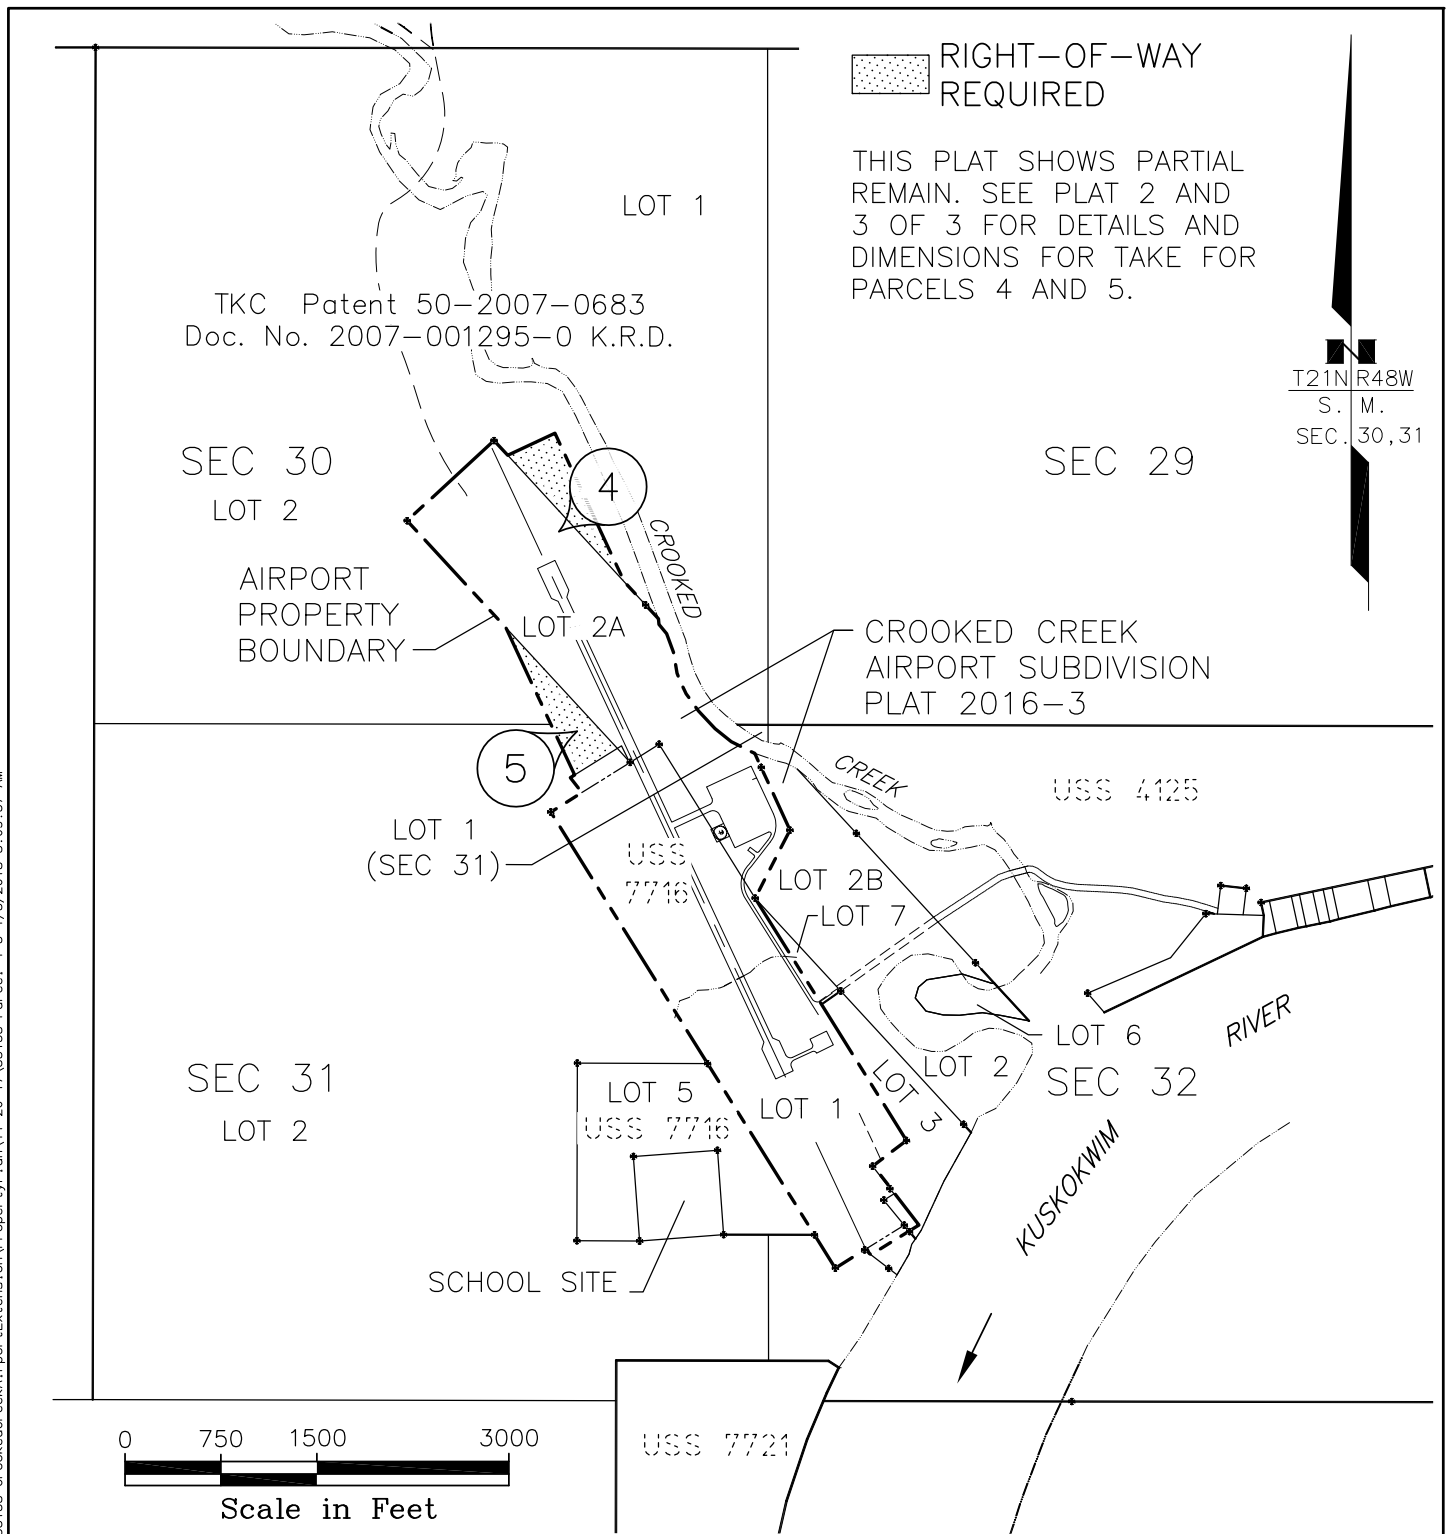 RIGHT-OF-WAY
REQUIRED
THIS PLAT SHOWS PARTIAL
REMAIN. SEE PLAT 2 AND
3 OF 3 FOR DETAILS AND
DIMENSIONS FOR TAKE FOR
PARCELS 4 AND 5.
LOT 1
TKC Patent 50-2007-0683
Doc. No. 2007-001295-0 K.R.D.
N
T21N R48W
S. M.
SEC. 30,31
SEC 30
LOT 2
SEC 29
4
CROOKED
AIRPORT
PROPERTY
BOUNDARY
LOT 2A
CROOKED CREEK
AIRPORT SUBDIVISION
PLAT 2016-3
5
CREEK
USS 4125
LOT 1
(SEC 31)
USS
7716
LOT 2B
LOT 7
RIVER
LOT 6
LOT 2
SEC 32
SEC 31
LOT 2
LOT 5
USS 7716
LOT 1
LOT 3
KUSKOKWIM
SCHOOL SITE
USS 7721
0 750 1500 3000
Scale in Feet